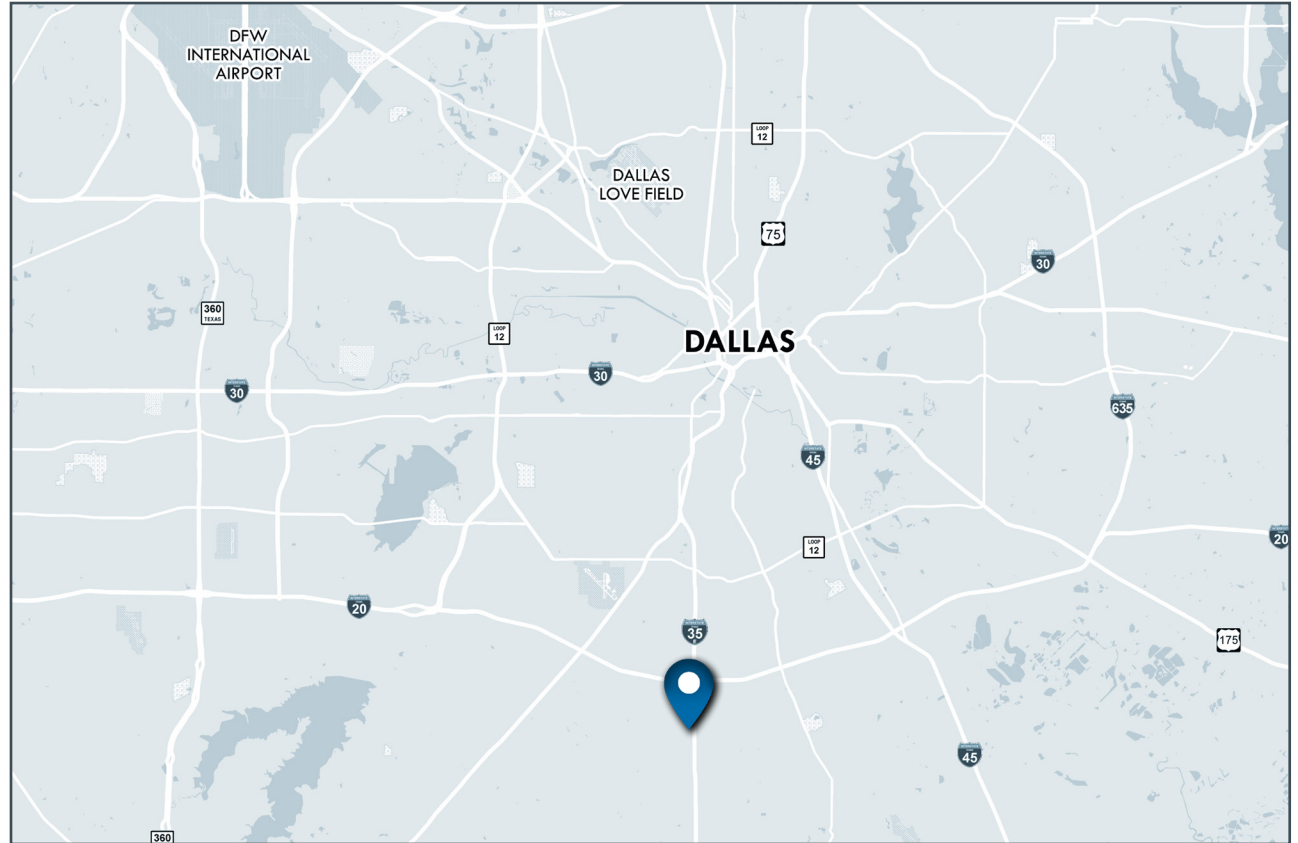 DFW
INTERNATIONAL
AIRPORT
LOOP
12
DALLAS
LOVE FIELD
75
30
360
TEXAS
LOOP
12
DALLAS
30
30
635
45
20
LOOP
12
20
35
175
45
360